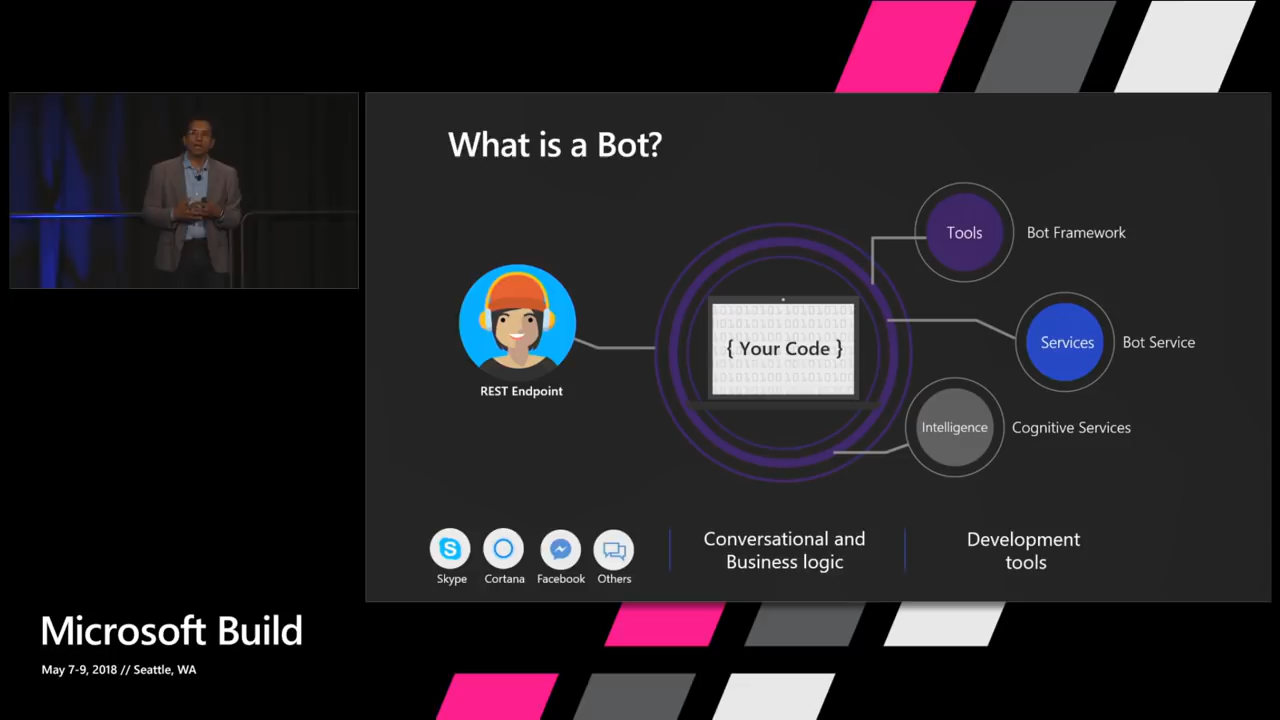 What is a Bot?
Tools
Bot Framework
{ Your Code }
Services
Bot Service
REST Endpoint
Intelligence
Cognitive Services
Conversational and
Business logic
Development
tools
Skype
Cortana
Facebook
Others
Microsoft Build
May 7-9, 2018 // Seattle, WA